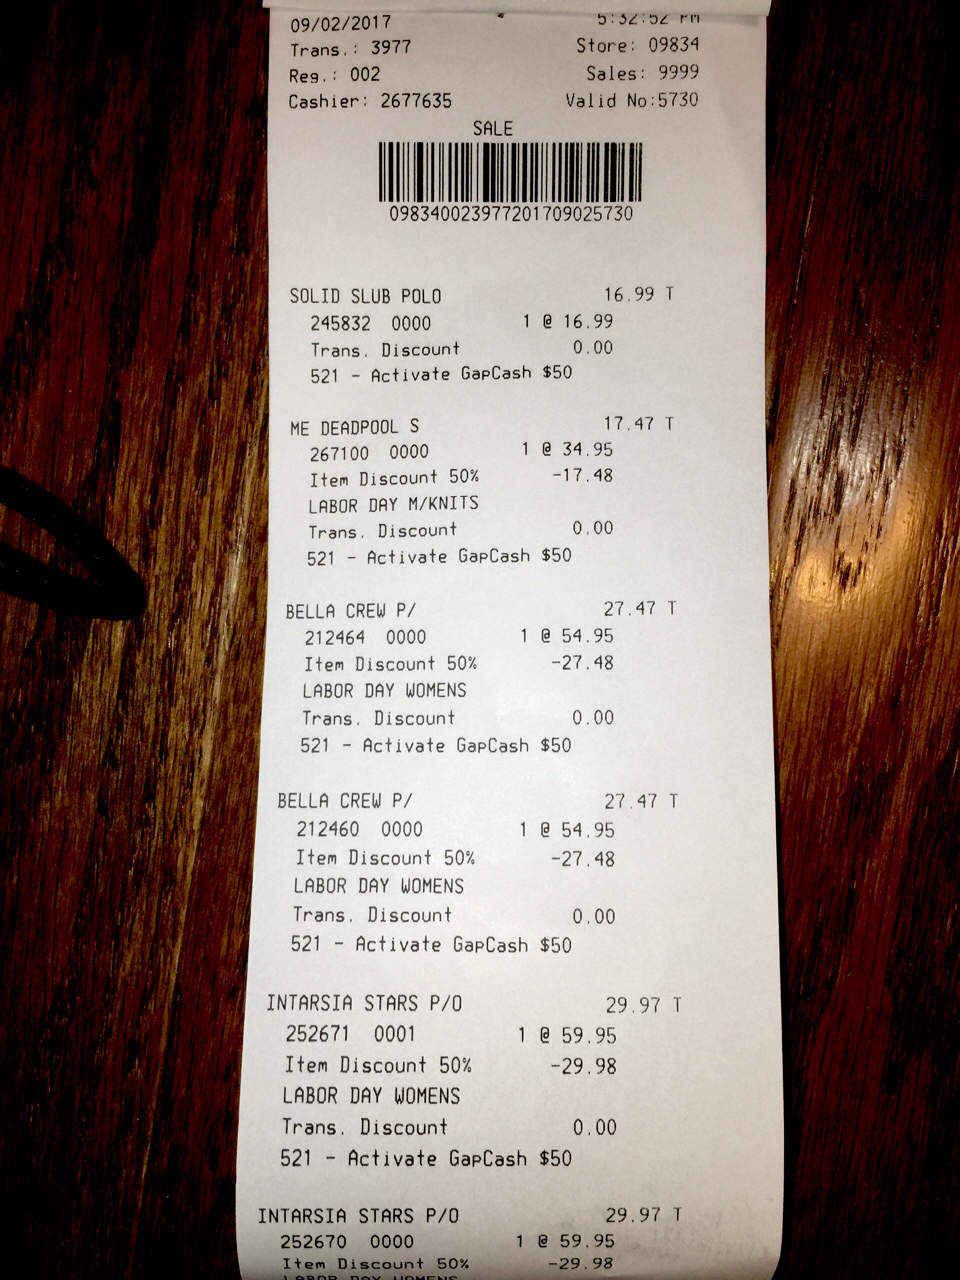 09/02/2017 5:32:52 PM
Trans.: 3977 Store: 09834
Reg.: 002 Sales: 9999
Cashier: 2677635 Valid No:5730
SALE
098340023977201709025730
SOLID SLUB POLO 16.99 T
245832 0000 1 @ 16.99
Trans. Discount 0.00
521 - Activate GapCash $50
ME DEADPOOL S 17.47 T
267100 0000 1 @ 34.95
Item Discount 50% -17.48
LABOR DAY M/KNITS
Trans. Discount 0.00
521 - Activate GapCash $50
BELLA CREW P/ 27.47 T
212464 0000 1 @ 54.95
Item Discount 50% -27.48
LABOR DAY WOMENS
Trans. Discount 0.00
521 - Activate GapCash $50
BELLA CREW P/ 27.47 T
212460 0000 1 @ 54.95
Item Discount 50% -27.48
LABOR DAY WOMENS
Trans. Discount 0.00
521 - Activate GapCash $50
INTARSIA STARS P/O 29.97 T
252671 0001 1 @ 59.95
Item Discount 50% -29.98
LABOR DAY WOMENS
Trans. Discount 0.00
521 - Activate GapCash $50
INTARSIA STARS P/O 29.97 T
252670 0000 1 @ 59.95
Item Discount 50% -29.98
LABOR DAY WOMENS